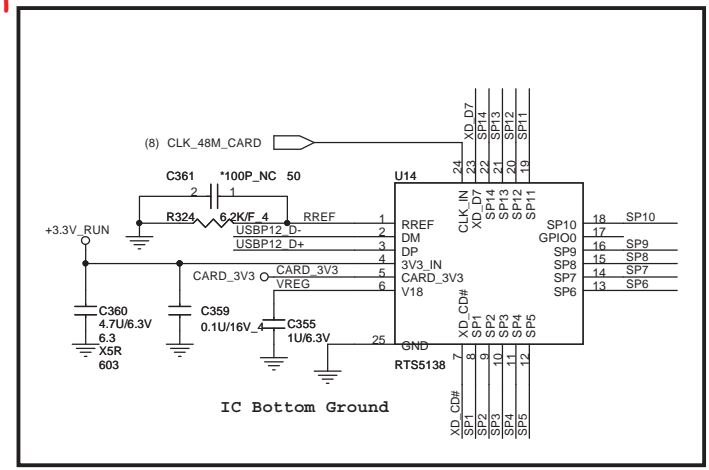 XD_D7
SP14
SP13
SP12
SP11
(8) CLK_48M_CARD
24
23
22
21
20
19
C361 *100P_NC 50
2 1
U14
CLK_IN
XD_D7
SP14
SP13
SP12
SP11
R324 6.2K/F_4 RREF 1 RREF
USBP12_D- 2 DM
USBP12_D+ 3 DP
+3.3V_RUN
4 3V3_IN
CARD_3V3 CARD_3V3 5 CARD_3V3
VREG 6 V18
SP10 18 SP10
GPIO0 17
SP9 16 SP9
SP8 15 SP8
SP7 14 SP7
SP6 13 SP6
C360
4.7U/6.3V
6.3
X5R
603
C359
0.1U/16V_4
C355
1U/6.3V
XD_CD#
SP1
SP2
SP3
SP4
SP5
25 GND
RTS5138
7
8
9
10
11
12
XD_CD#
SP1
SP2
SP3
SP4
SP5
IC Bottom Ground